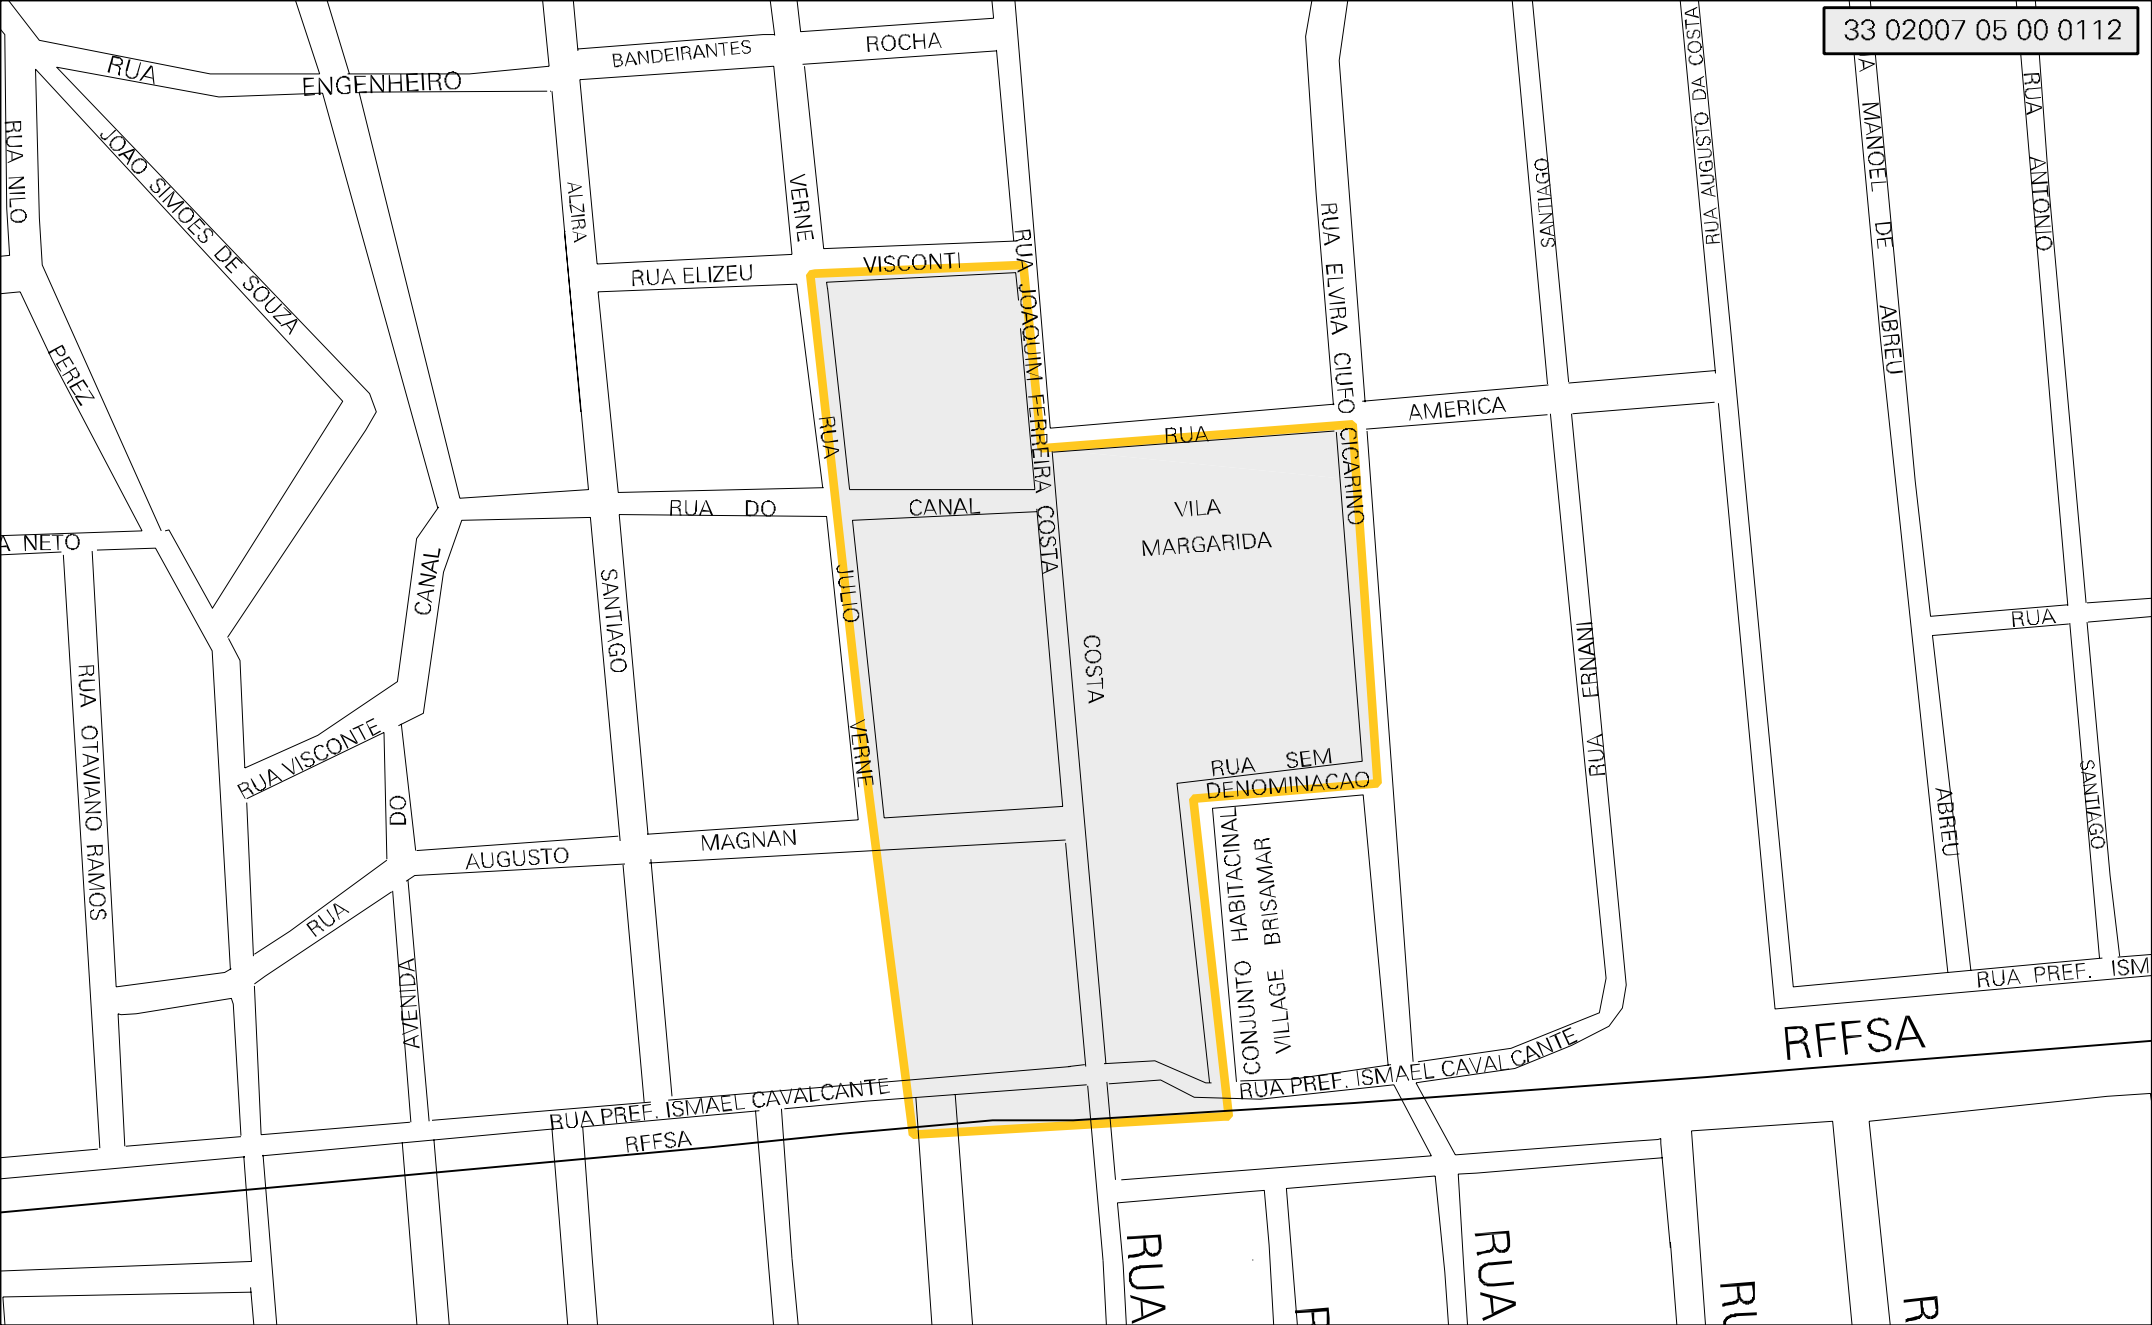 33 02007 05 00 0112
BANDEIRANTES
ROCHA
RUA
ENGENHEIRO
RUA AUGUSTO DA COSTA
MANOEL DE ABREU
RUA ANTONIO
RUA NILO
JOAO SIMOES DE SOUZA
ALZIRA
VERNE
SANTIAGO
RUA ELVIRA CIUFO CICARINO
RUA ELIZEU VISCONTI
RUA JOAQUIM FERREIRA COSTA
PEREZ
RUA AMERICA
RUA JULIO VERNE
RUA DO CANAL
VILA
MARGARIDA
A NETO
CANAL
SANTIAGO
COSTA
RUA ERNANI
RUA
RUA OTAVIANO RAMOS
RUA VISCONTE
DO
RUA SEM
DENOMINACAO
ABREU
SANTIAGO
RUA AUGUSTO MAGNAN
CONJUNTO HABITACINAL
VILLAGE BRISAMAR
AVENIDA
RUA PREF. ISM
RFFSA
RUA PREF. ISMAEL CAVALCANTE
RUA PREF. ISMAEL CAVALCANTE
RFFSA
RUA
RUA